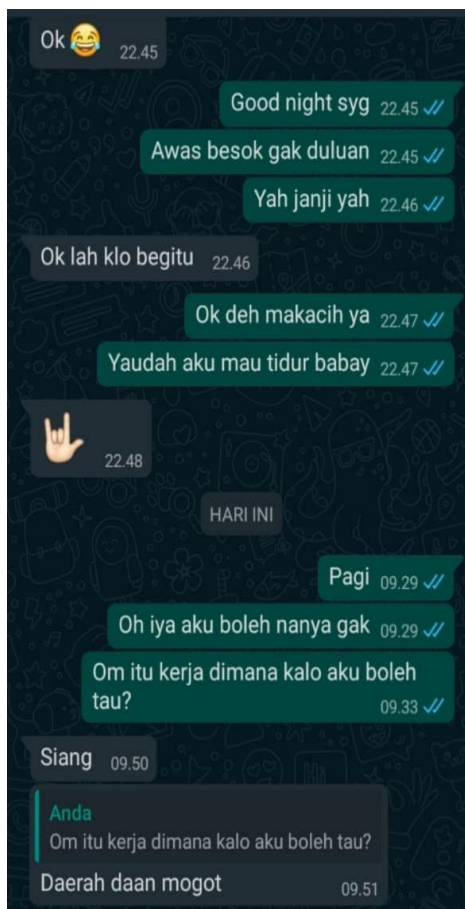 Ok 😂 22.45
Good night syg 22.45
Awas besok gak duluan 22.45
Yah janji yah 22.46
Ok lah klo begitu 22.46
Ok deh makacih ya 22.47
Yaudah aku mau tidur babay 22.47
🤟🏻 22.48
HARI INI
Pagi 09.29
Oh iya aku boleh nanya gak 09.29
Om itu kerja dimana kalo aku boleh
tau? 09.33
Siang 09.50
Anda
Om itu kerja dimana kalo aku boleh tau?
Daerah daan mogot 09.51